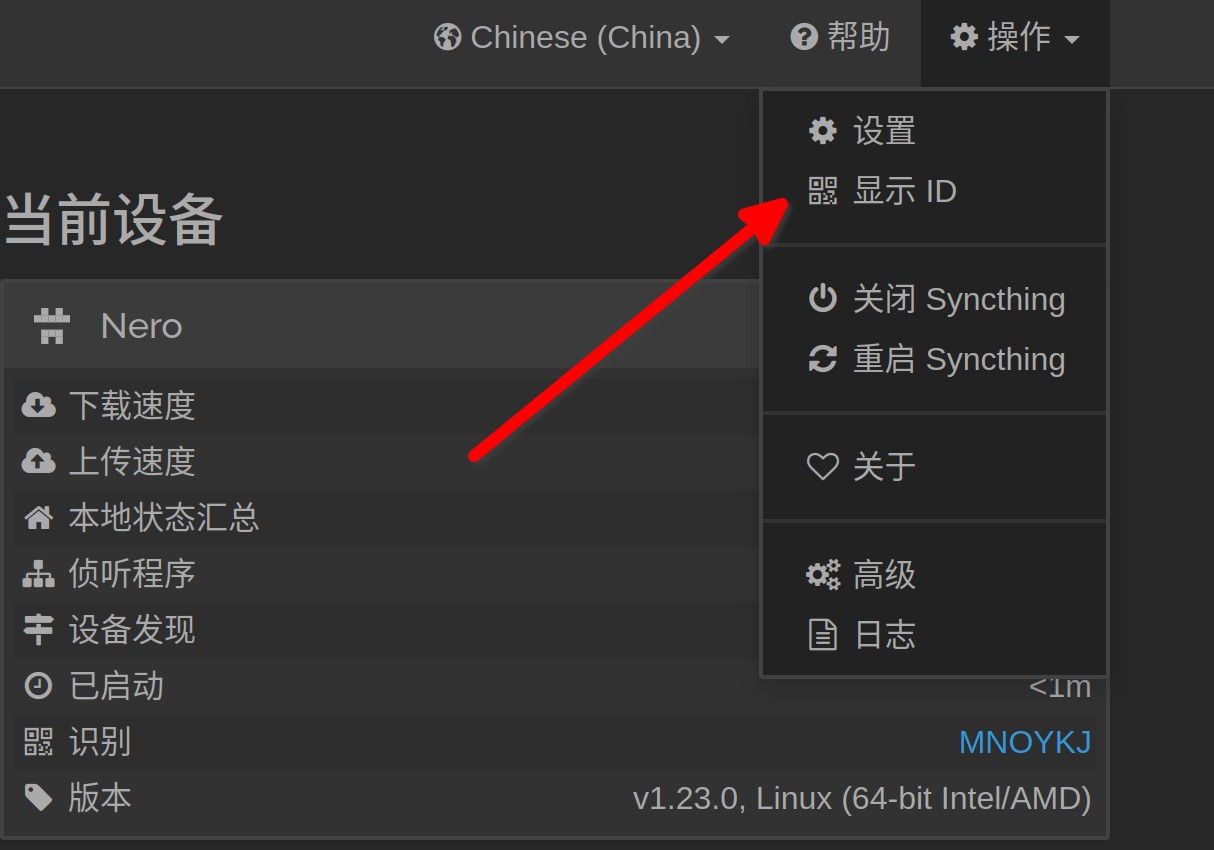 Chinese (China) 帮助 操作
设置
显示 ID
当前设备
关闭 Syncthing
重启 Syncthing
关于
高级
日志
Nero
下载速度
上传速度
本地状态汇总
侦听程序
设备发现
已启动 <1m
识别 MNOYKJ
版本 v1.23.0, Linux (64-bit Intel/AMD)